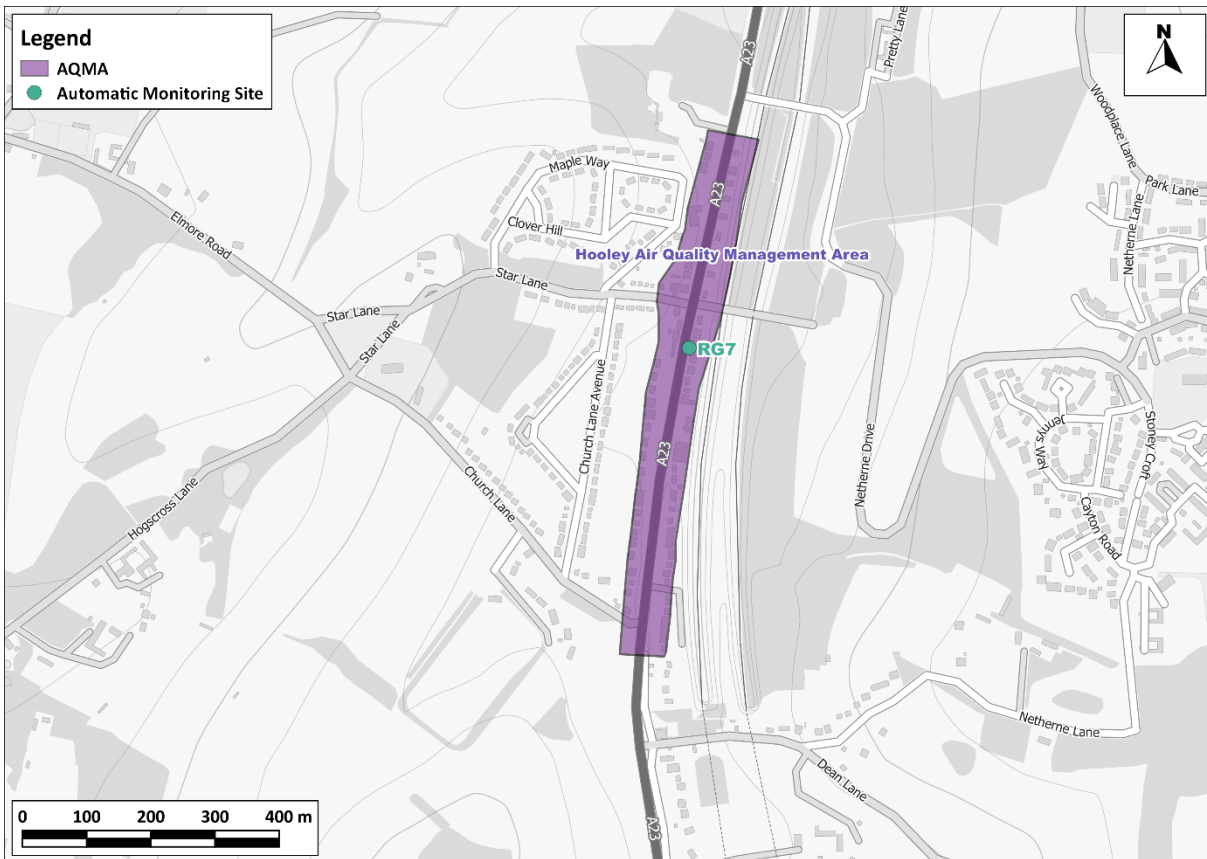 Legend
AQMA
Automatic Monitoring Site
N
A23
Pretty Lane
Woodplace Lane
Park Lane
Maple Way
A23
Netherne Lane
Elmore Road
Clover Hill
Hooley Air Quality Management Area
Star Lane
Star Lane
Star Lane
RG7
Church Lane Avenue
Jennys Way
Stoney Croft
Netherne Drive
A23
Church Lane
Hogscross Lane
Cayton Road
Netherne Lane
Dean Lane
A23
0 100 200 300 400 m